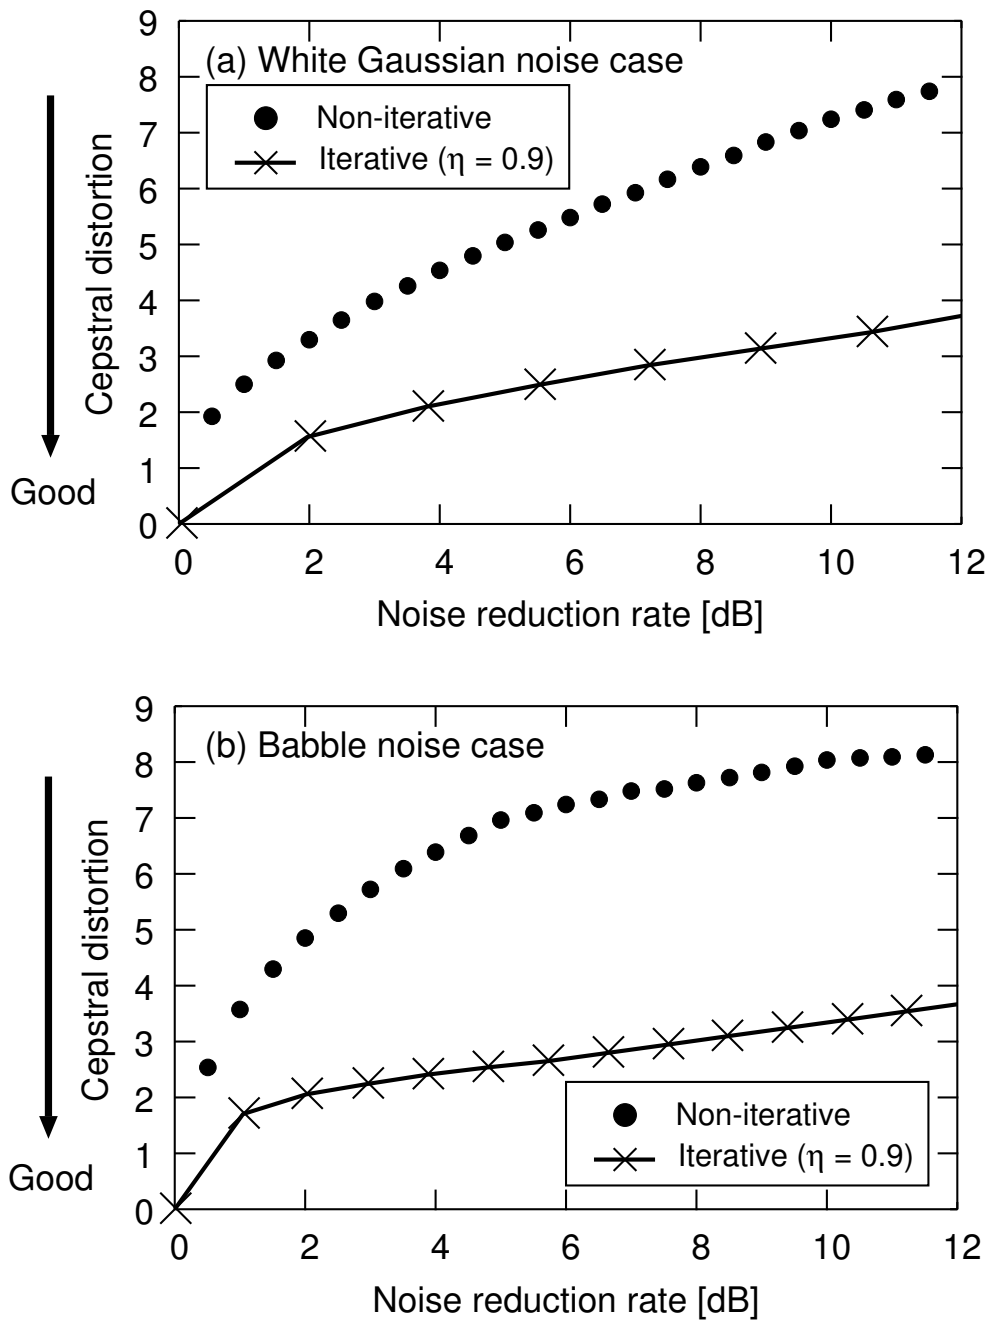 9
(a) White Gaussian noise case
8
Non-iterative
7
Iterative (η = 0.9)
6
5
4
3
2
1
0
Cepstral distortion
Good
0 2 4 6 8 10 12
Noise reduction rate [dB]
9
(b) Babble noise case
8
7
6
5
4
3
2
1
0
Cepstral distortion
Non-iterative
Iterative (η = 0.9)
Good
0 2 4 6 8 10 12
Noise reduction rate [dB]